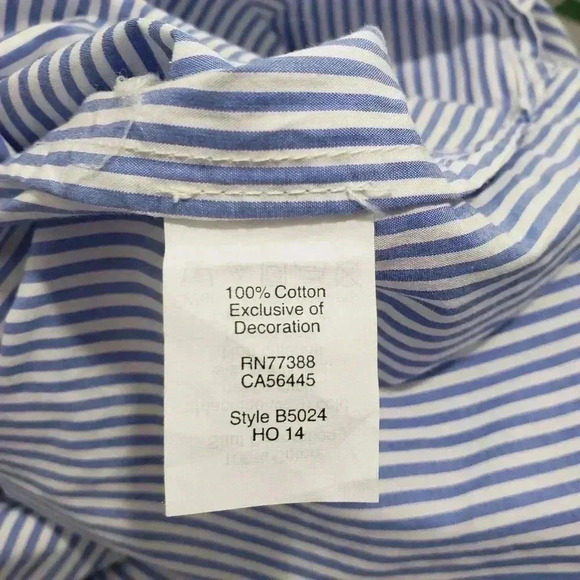 100% Cotton
Exclusive of
Decoration
RN77388
CA56445
Style B5024
HO 14